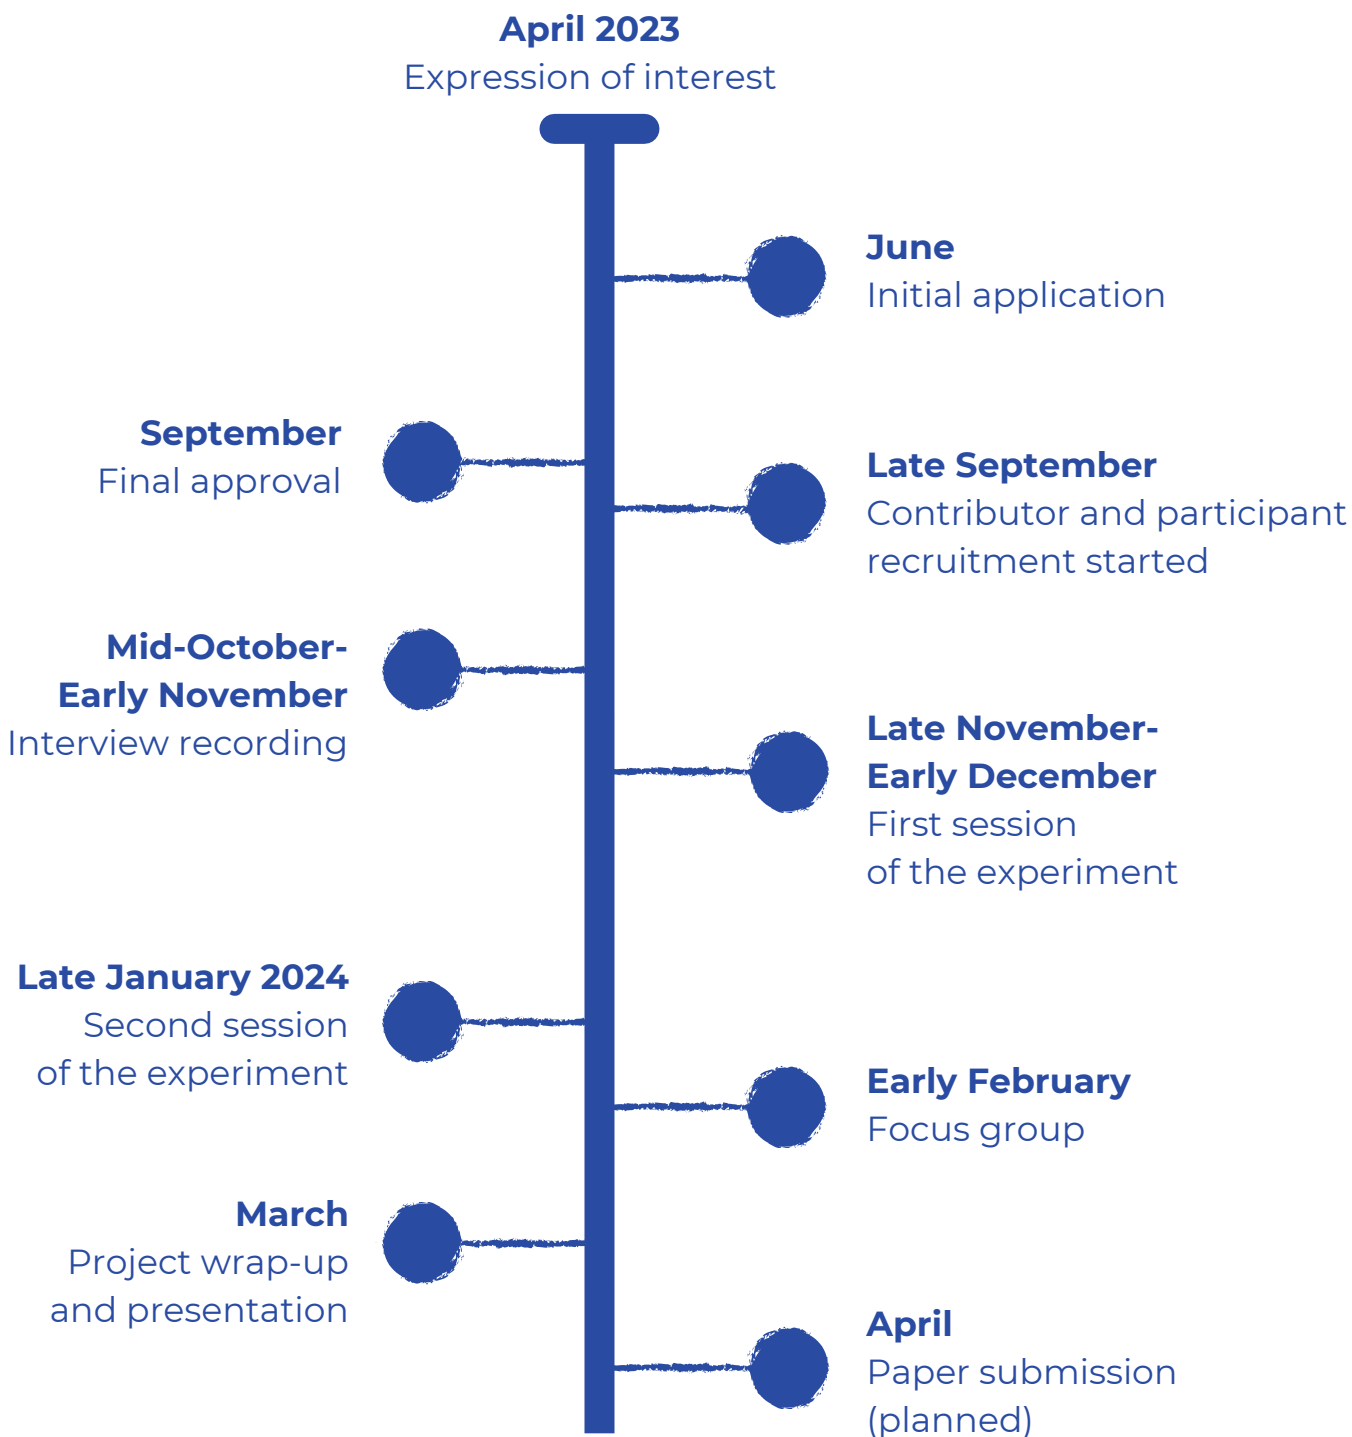 April 2023
Expression of interest
June
Initial application
September
Final approval
Late September
Contributor and participant
recruitment started
Mid-October-
Early November
Interview recording
Late November-
Early December
First session
of the experiment
Late January 2024
Second session
of the experiment
Early February
Focus group
March
Project wrap-up
and presentation
April
Paper submission
(planned)